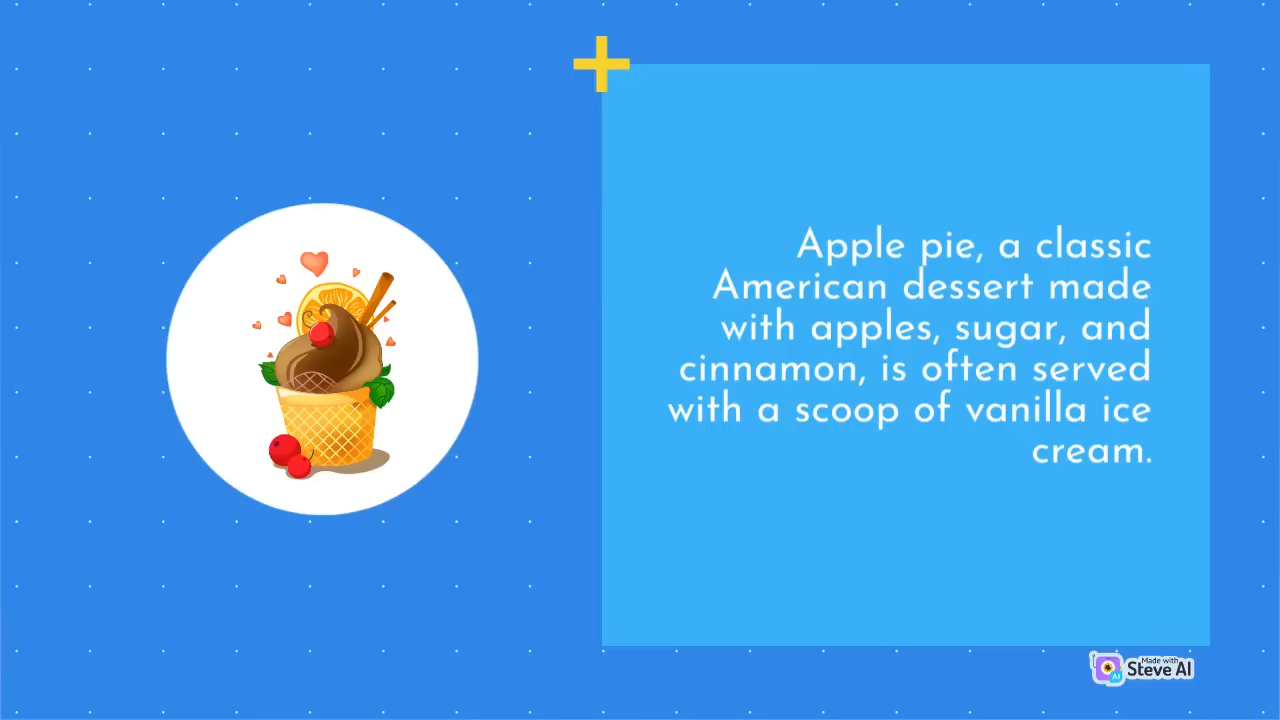 Apple pie, a classic
American dessert made
with apples, sugar, and
cinnamon, is often served
with a scoop of vanilla ice
cream.
Made with
Steve AI
AI